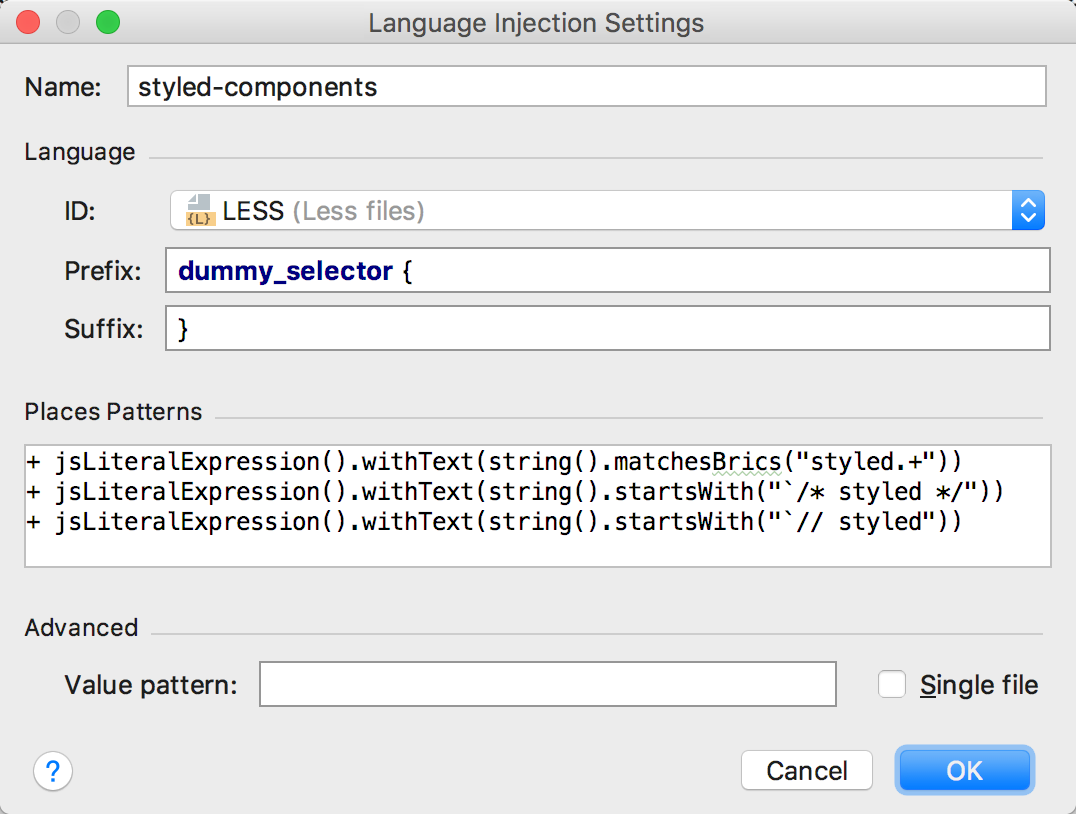 Language Injection Settings
Name: styled-components
Language
ID: {L} LESS (Less files)
Prefix: dummy_selector {
Suffix: }
Places Patterns
+ jsLiteralExpression().withText(string().matchesBrics("styled.+"))
+ jsLiteralExpression().withText(string().startsWith("`/* styled */"))
+ jsLiteralExpression().withText(string().startsWith("`// styled"))
Advanced
Value pattern: Single file
? Cancel OK